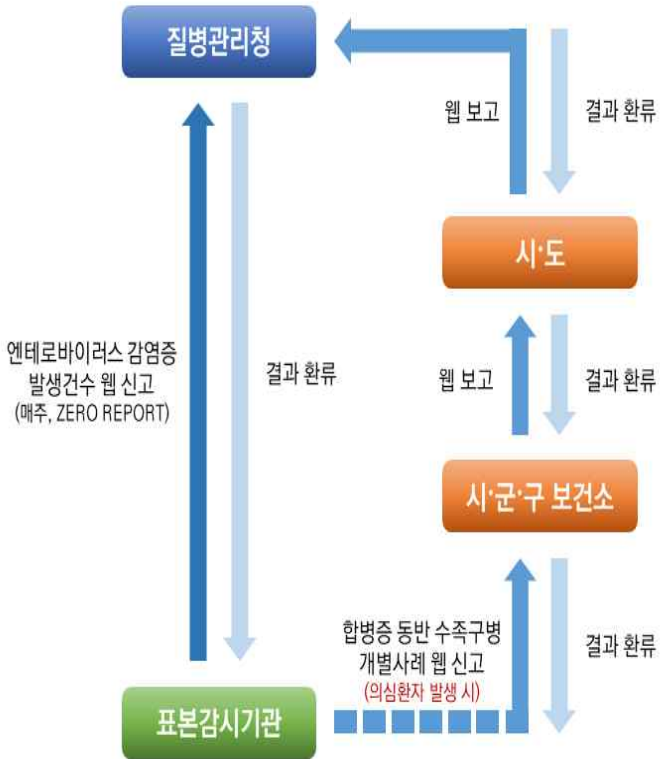 질병관리청
웹 보고
결과 환류
시·도
엔테로바이러스 감염증
발생건수 웹 신고
(매주, ZERO REPORT)
결과 환류
웹 보고
결과 환류
시·군·구 보건소
합병증 동반 수족구병
개별사례 웹 신고
(의심환자 발생 시)
결과 환류
표본감시기관